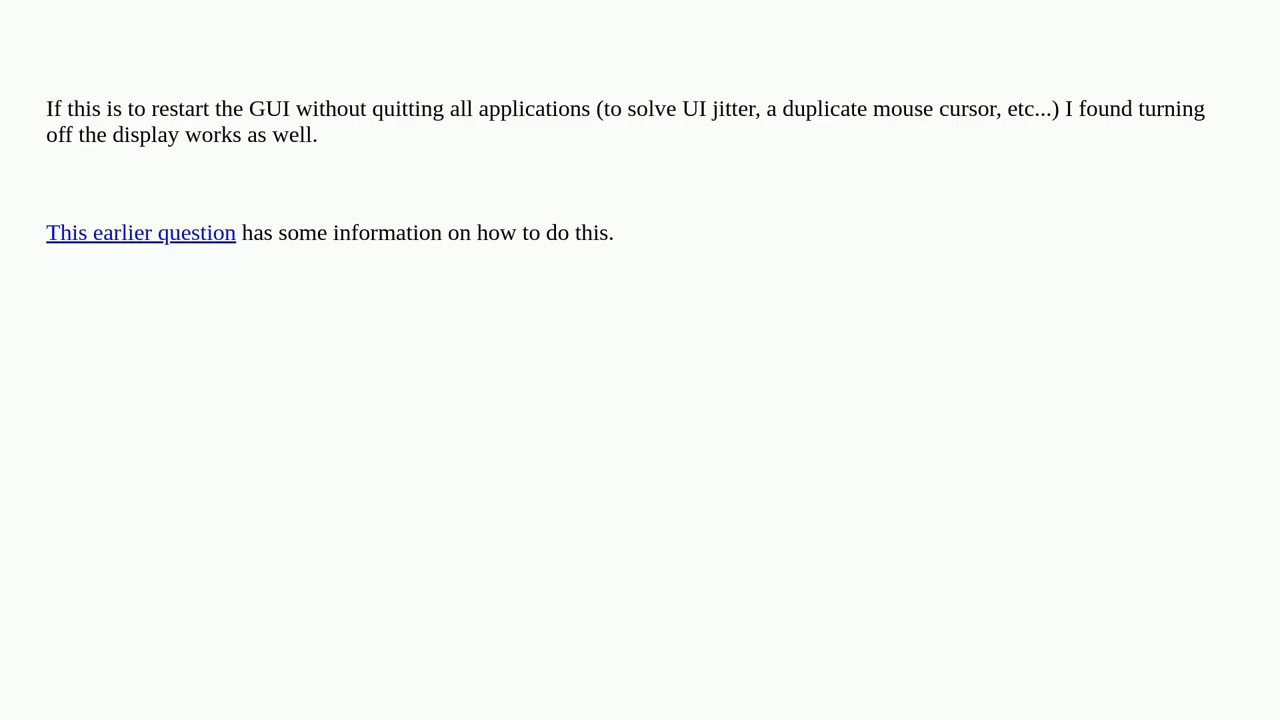 If this is to restart the GUI without quitting all applications (to solve UI jitter, a duplicate mouse cursor, etc...) I found turning
off the display works as well.
This earlier question has some information on how to do this.